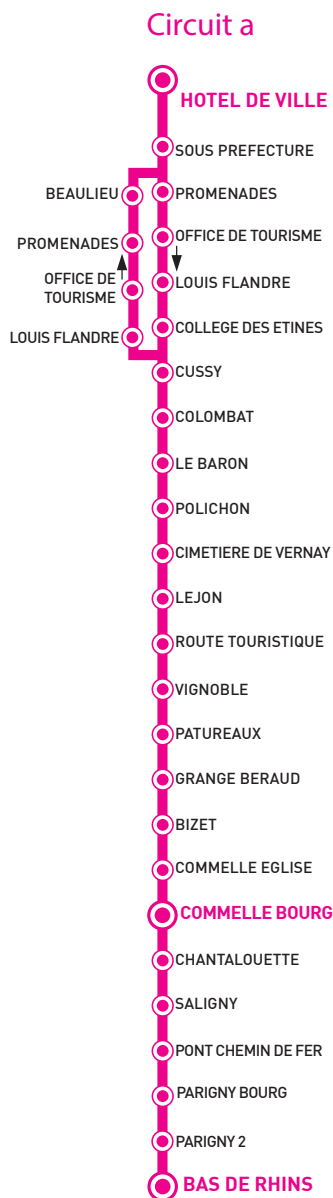 Circuit a
HOTEL DE VILLE
SOUS PREFECTURE
BEAULIEU
PROMENADES
PROMENADES
OFFICE DE
TOURISME
LOUIS FLANDRE
OFFICE DE TOURISME
LOUIS FLANDRE
COLLEGE DES ETINES
CUSSY
COLOMBAT
LE BARON
POLICHON
CIMETIERE DE VERNAY
LEJON
ROUTE TOURISTIQUE
VIGNOBLE
PATUREAUX
GRANGE BERAUD
BIZET
COMMELLE EGLISE
COMMELLE BOURG
CHANTALOUETTE
SALIGNY
PONT CHEMIN DE FER
PARIGNY BOURG
PARIGNY 2
BAS DE RHINS